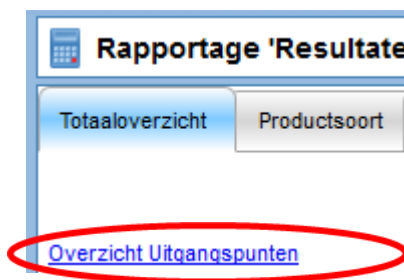 Rapportage 'Resultate
Totaaloverzicht Productsoort
Overzicht Uitgangspunten